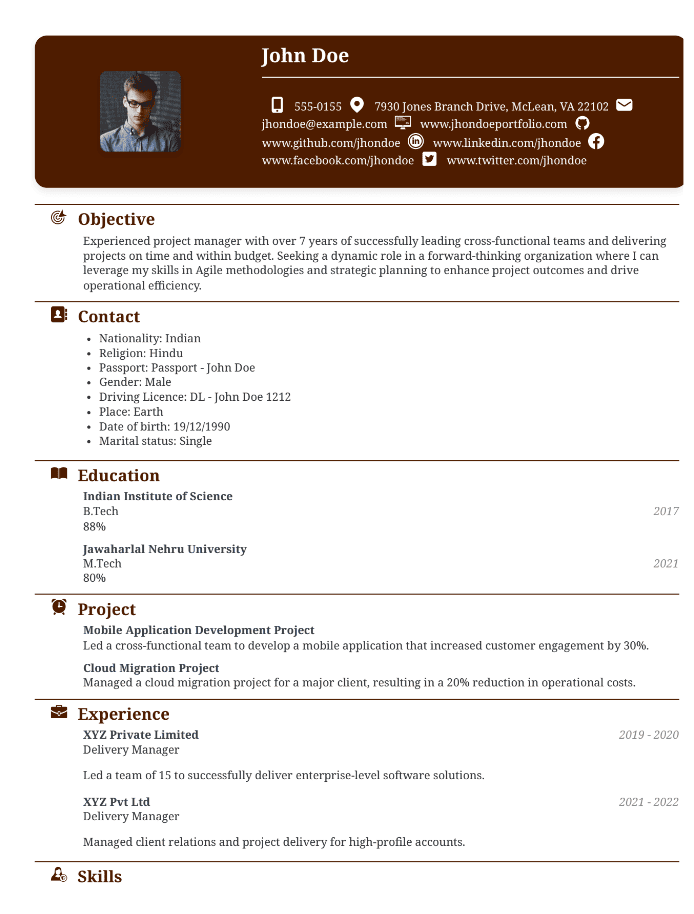 John Doe
555-0155 7930 Jones Branch Drive, McLean, VA 22102
jhondoe@example.com www.jhondoeportfolio.com
www.github.com/jhondoe www.linkedin.com/jhondoe
www.facebook.com/jhondoe www.twitter.com/jhondoe
Objective
Experienced project manager with over 7 years of successfully leading cross-functional teams and delivering
projects on time and within budget. Seeking a dynamic role in a forward-thinking organization where I can
leverage my skills in Agile methodologies and strategic planning to enhance project outcomes and drive
operational efficiency.
Contact
• Nationality: Indian
• Religion: Hindu
• Passport: Passport - John Doe
• Gender: Male
• Driving Licence: DL - John Doe 1212
• Place: Earth
• Date of birth: 19/12/1990
• Marital status: Single
Education
Indian Institute of Science
B.Tech 2017
88%
Jawaharlal Nehru University
M.Tech 2021
80%
Project
Mobile Application Development Project
Led a cross-functional team to develop a mobile application that increased customer engagement by 30%.
Cloud Migration Project
Managed a cloud migration project for a major client, resulting in a 20% reduction in operational costs.
Experience
XYZ Private Limited 2019 - 2020
Delivery Manager
Led a team of 15 to successfully deliver enterprise-level software solutions.
XYZ Pvt Ltd 2021 - 2022
Delivery Manager
Managed client relations and project delivery for high-profile accounts.
Skills